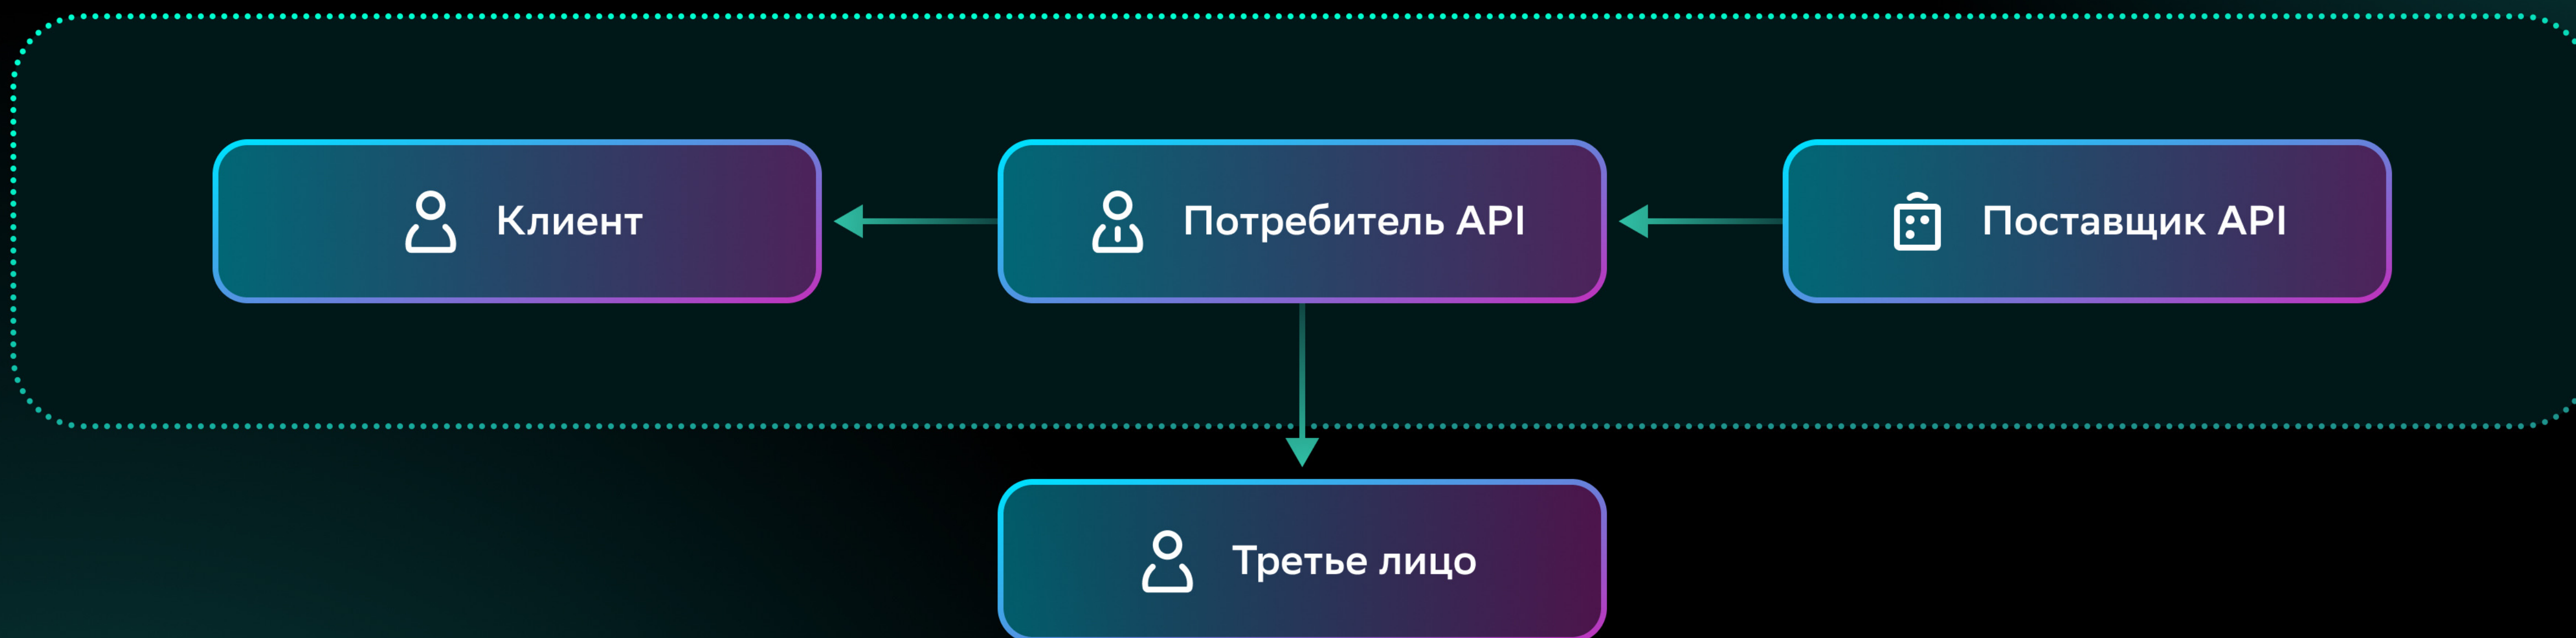 Клиент
Потребитель API
Поставщик API
Третье лицо